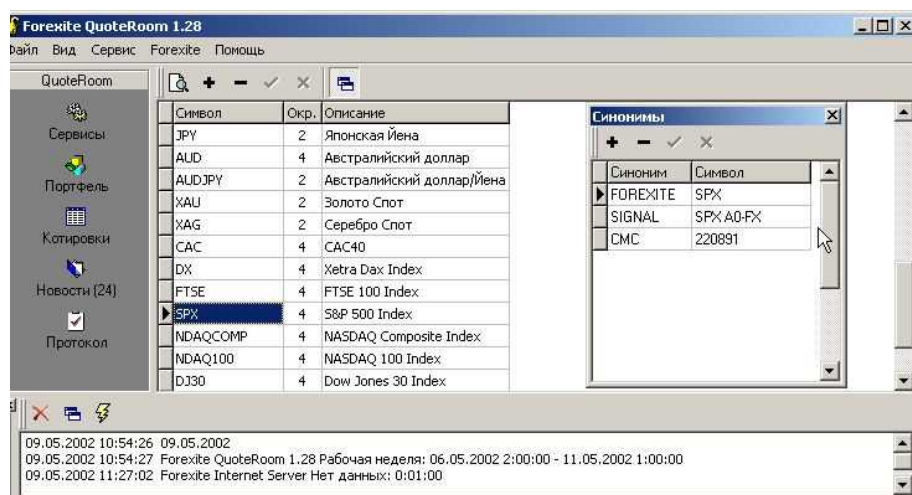 Forexite QuoteRoom 1.28
Файл Вид Сервис Forexite Помощь
QuoteRoom
Сервисы
Портфель
Котировки
Новости (24)
Протокол
Символ Окр. Описание
JPY 2 Японская Йена
AUD 4 Австралийский доллар
AUDJPY 2 Австралийский доллар/Йена
XAU 2 Золото Спот
XAG 2 Серебро Спот
CAC 4 CAC40
DX 4 Xetra Dax Index
FTSE 4 FTSE 100 Index
SPX 4 S&P 500 Index
NDAQCOMP 4 NASDAQ Composite Index
NDAQ100 4 NASDAQ 100 Index
DJ30 4 Dow Jones 30 Index
Синонимы
Синоним Символ
FOREXITE SPX
SIGNAL SPX A0-FX
CMC 220891
09.05.2002 10:54:26 09.05.2002
09.05.2002 10:54:27 Forexite QuoteRoom 1.28 Рабочая неделя: 06.05.2002 2:00:00 - 11.05.2002 1:00:00
09.05.2002 11:27:02 Forexite Internet Server Нет данных: 0:01:00